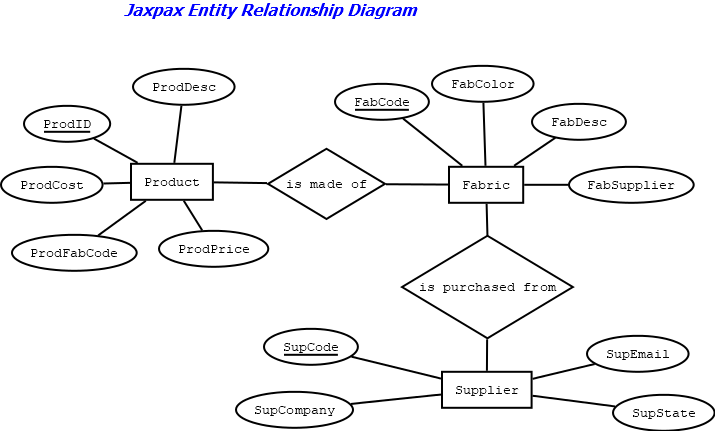 Jaxpax Entity Relationship Diagram
ProdDesc
ProdID
ProdCost
Product
ProdFabCode
ProdPrice
is made of
FabCode
FabColor
FabDesc
Fabric
FabSupplier
is purchased from
SupCode
SupEmail
Supplier
SupCompany
SupState